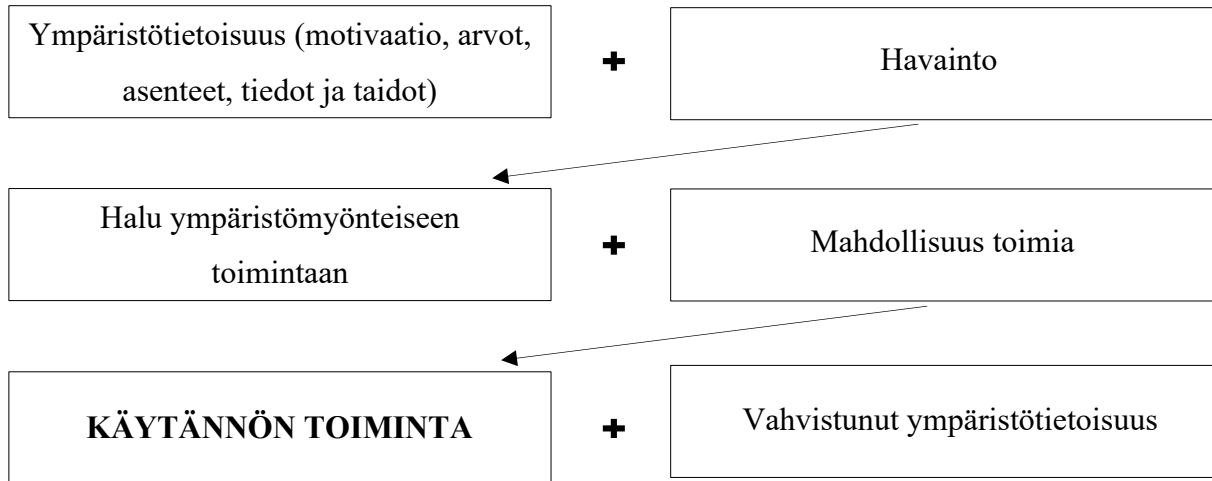 Ympäristötietoisuus (motivaatio, arvot,
asenteet, tiedot ja taidot)
+
Havainto
Halu ympäristömyönteiseen
toimintaan
+
Mahdollisuus toimia
KÄYTÄNNÖN TOIMINTA
+
Vahvistunut ympäristötietoisuus